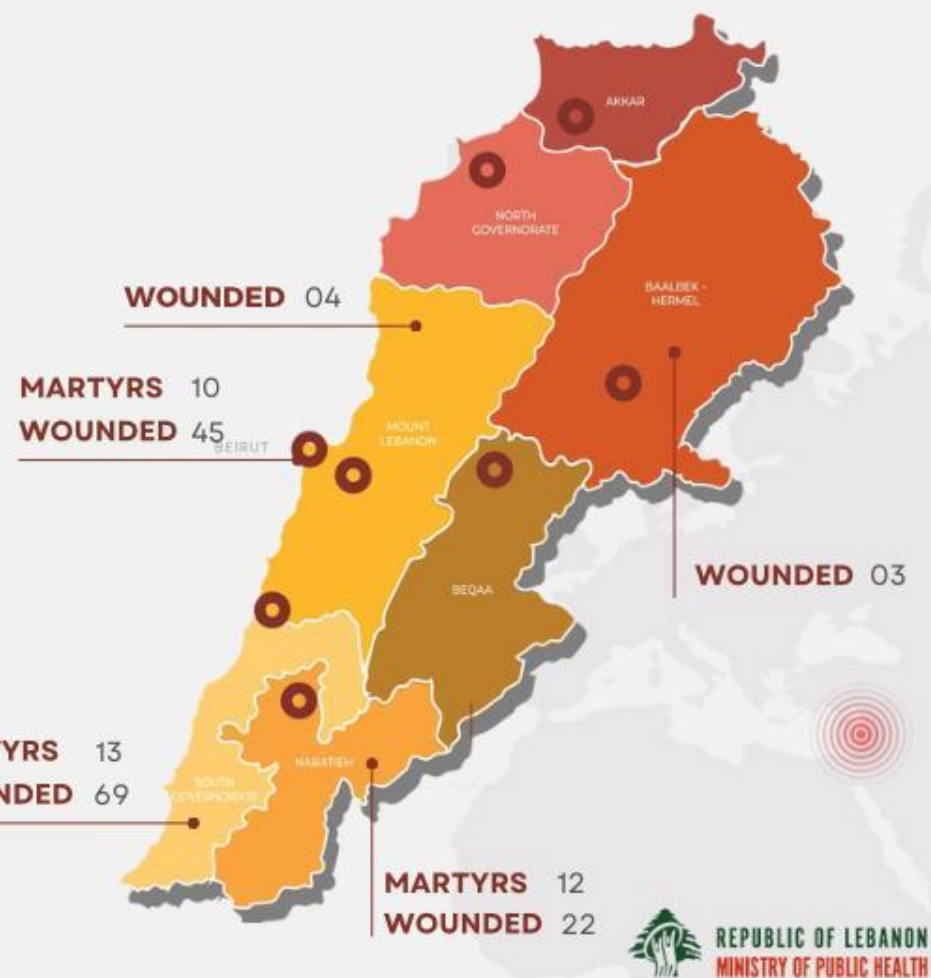 AKKAR
NORTH
GOVERNORATE
BAALBEK -
HERMEL
WOUNDED 04
MARTYRS 10
WOUNDED 45
BEIRUT
MOUNT
LEBANON
WOUNDED 03
BEQAA
TYRS 13
NDED 69
NABATIEH
SOUTH
GOVERNORATE
MARTYRS 12
WOUNDED 22
REPUBLIC OF LEBANON
MINISTRY OF PUBLIC HEALTH